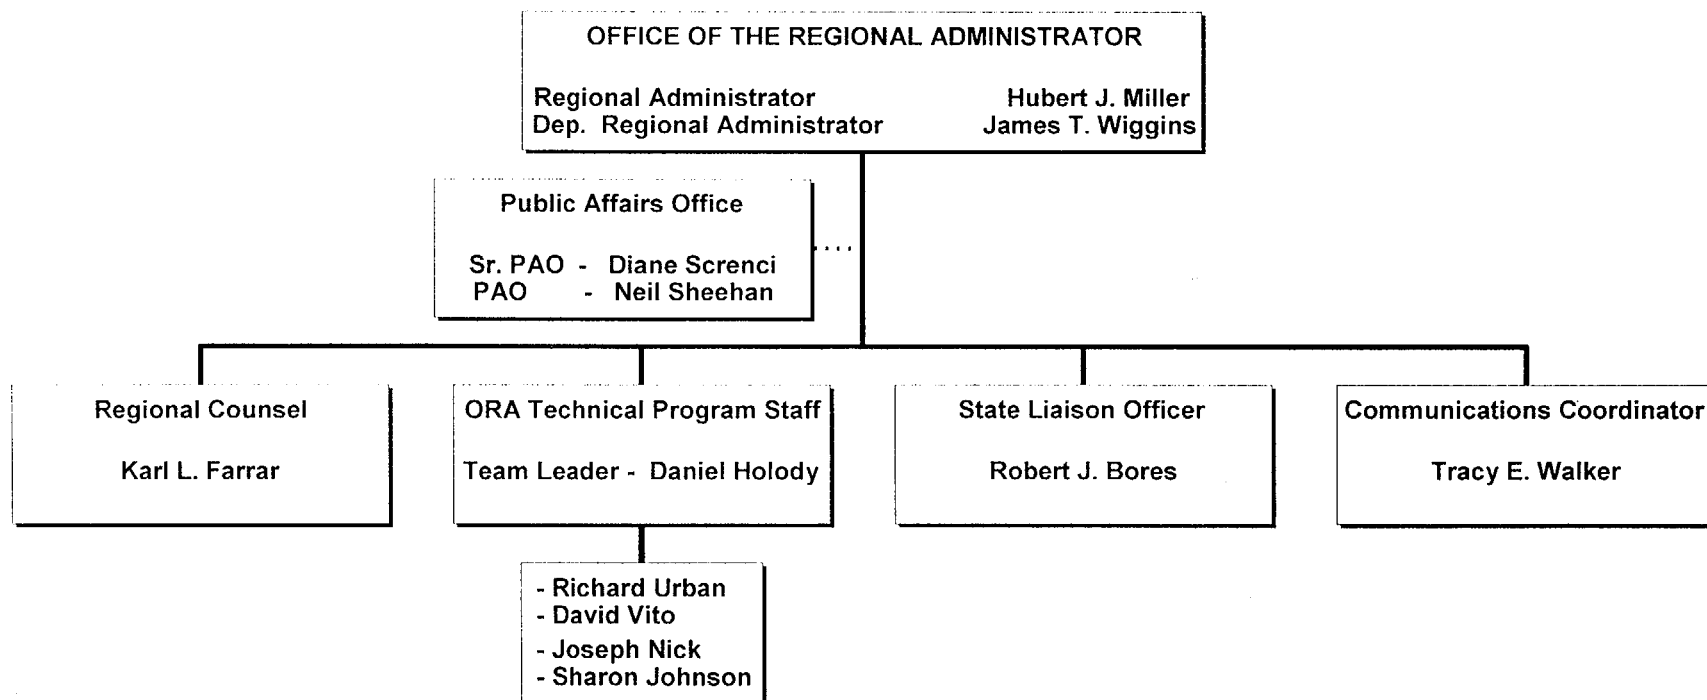 OFFICE OF THE REGIONAL ADMINISTRATOR
Regional Administrator Hubert J. Miller
Dep. Regional Administrator James T. Wiggins
Public Affairs Office
Sr. PAO - Diane Screnci
PAO - Neil Sheehan
Regional Counsel
Karl L. Farrar
ORA Technical Program Staff
Team Leader - Daniel Holody
- Richard Urban
- David Vito
- Joseph Nick
- Sharon Johnson
State Liaison Officer
Robert J. Bores
Communications Coordinator
Tracy E. Walker